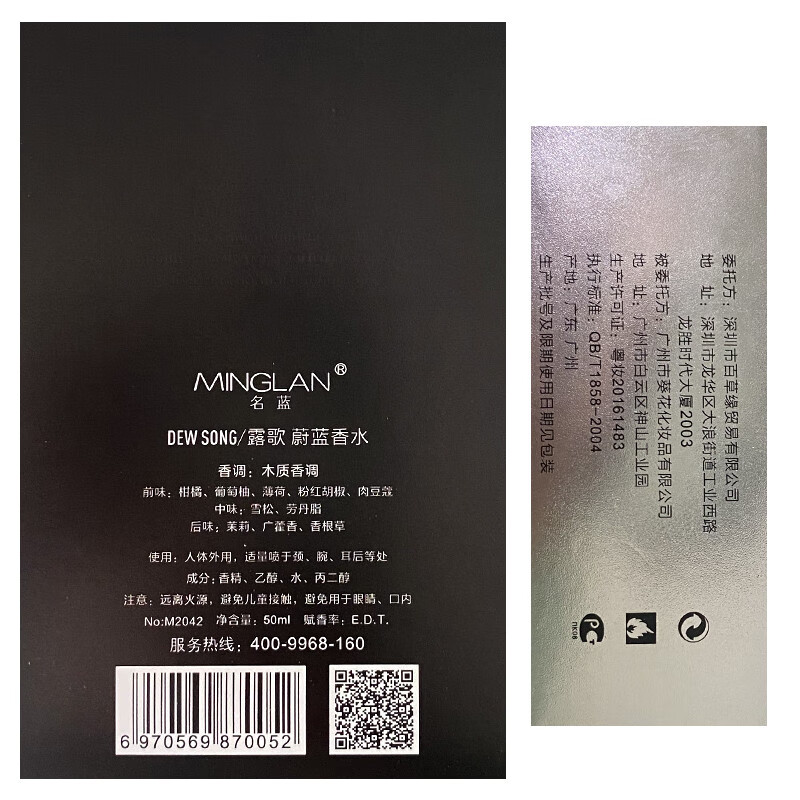 MINGLAN®
名蓝
DEW SONG/露歌 蔚蓝香水
香调：木质香调
前味：柑橘、葡萄柚、薄荷、粉红胡椒、肉豆蔻
中味：雪松、劳丹脂
后味：茉莉、广藿香、香根草
使用：人体外用，适量喷于颈、腕、耳后等处
成分：香精、乙醇、水、丙二醇
注意：远离火源，避免儿童接触，避免用于眼睛、口内
No:M2042 净含量：50ml 赋香率：E.D.T.
服务热线：400-9968-160
6 970569 870052
委托方：深圳市百草缘贸易有限公司
地 址：深圳市龙华区大浪街道工业西路
龙胜时代大厦2003
被委托方：广州市葵花化妆品有限公司
地 址：广州市白云区神山工业园
生产许可证：粤妆20161483
执行标准：QB/T1858-2004
产地：广东 广州
生产批号及限期使用日期见包装
PG
ПК08